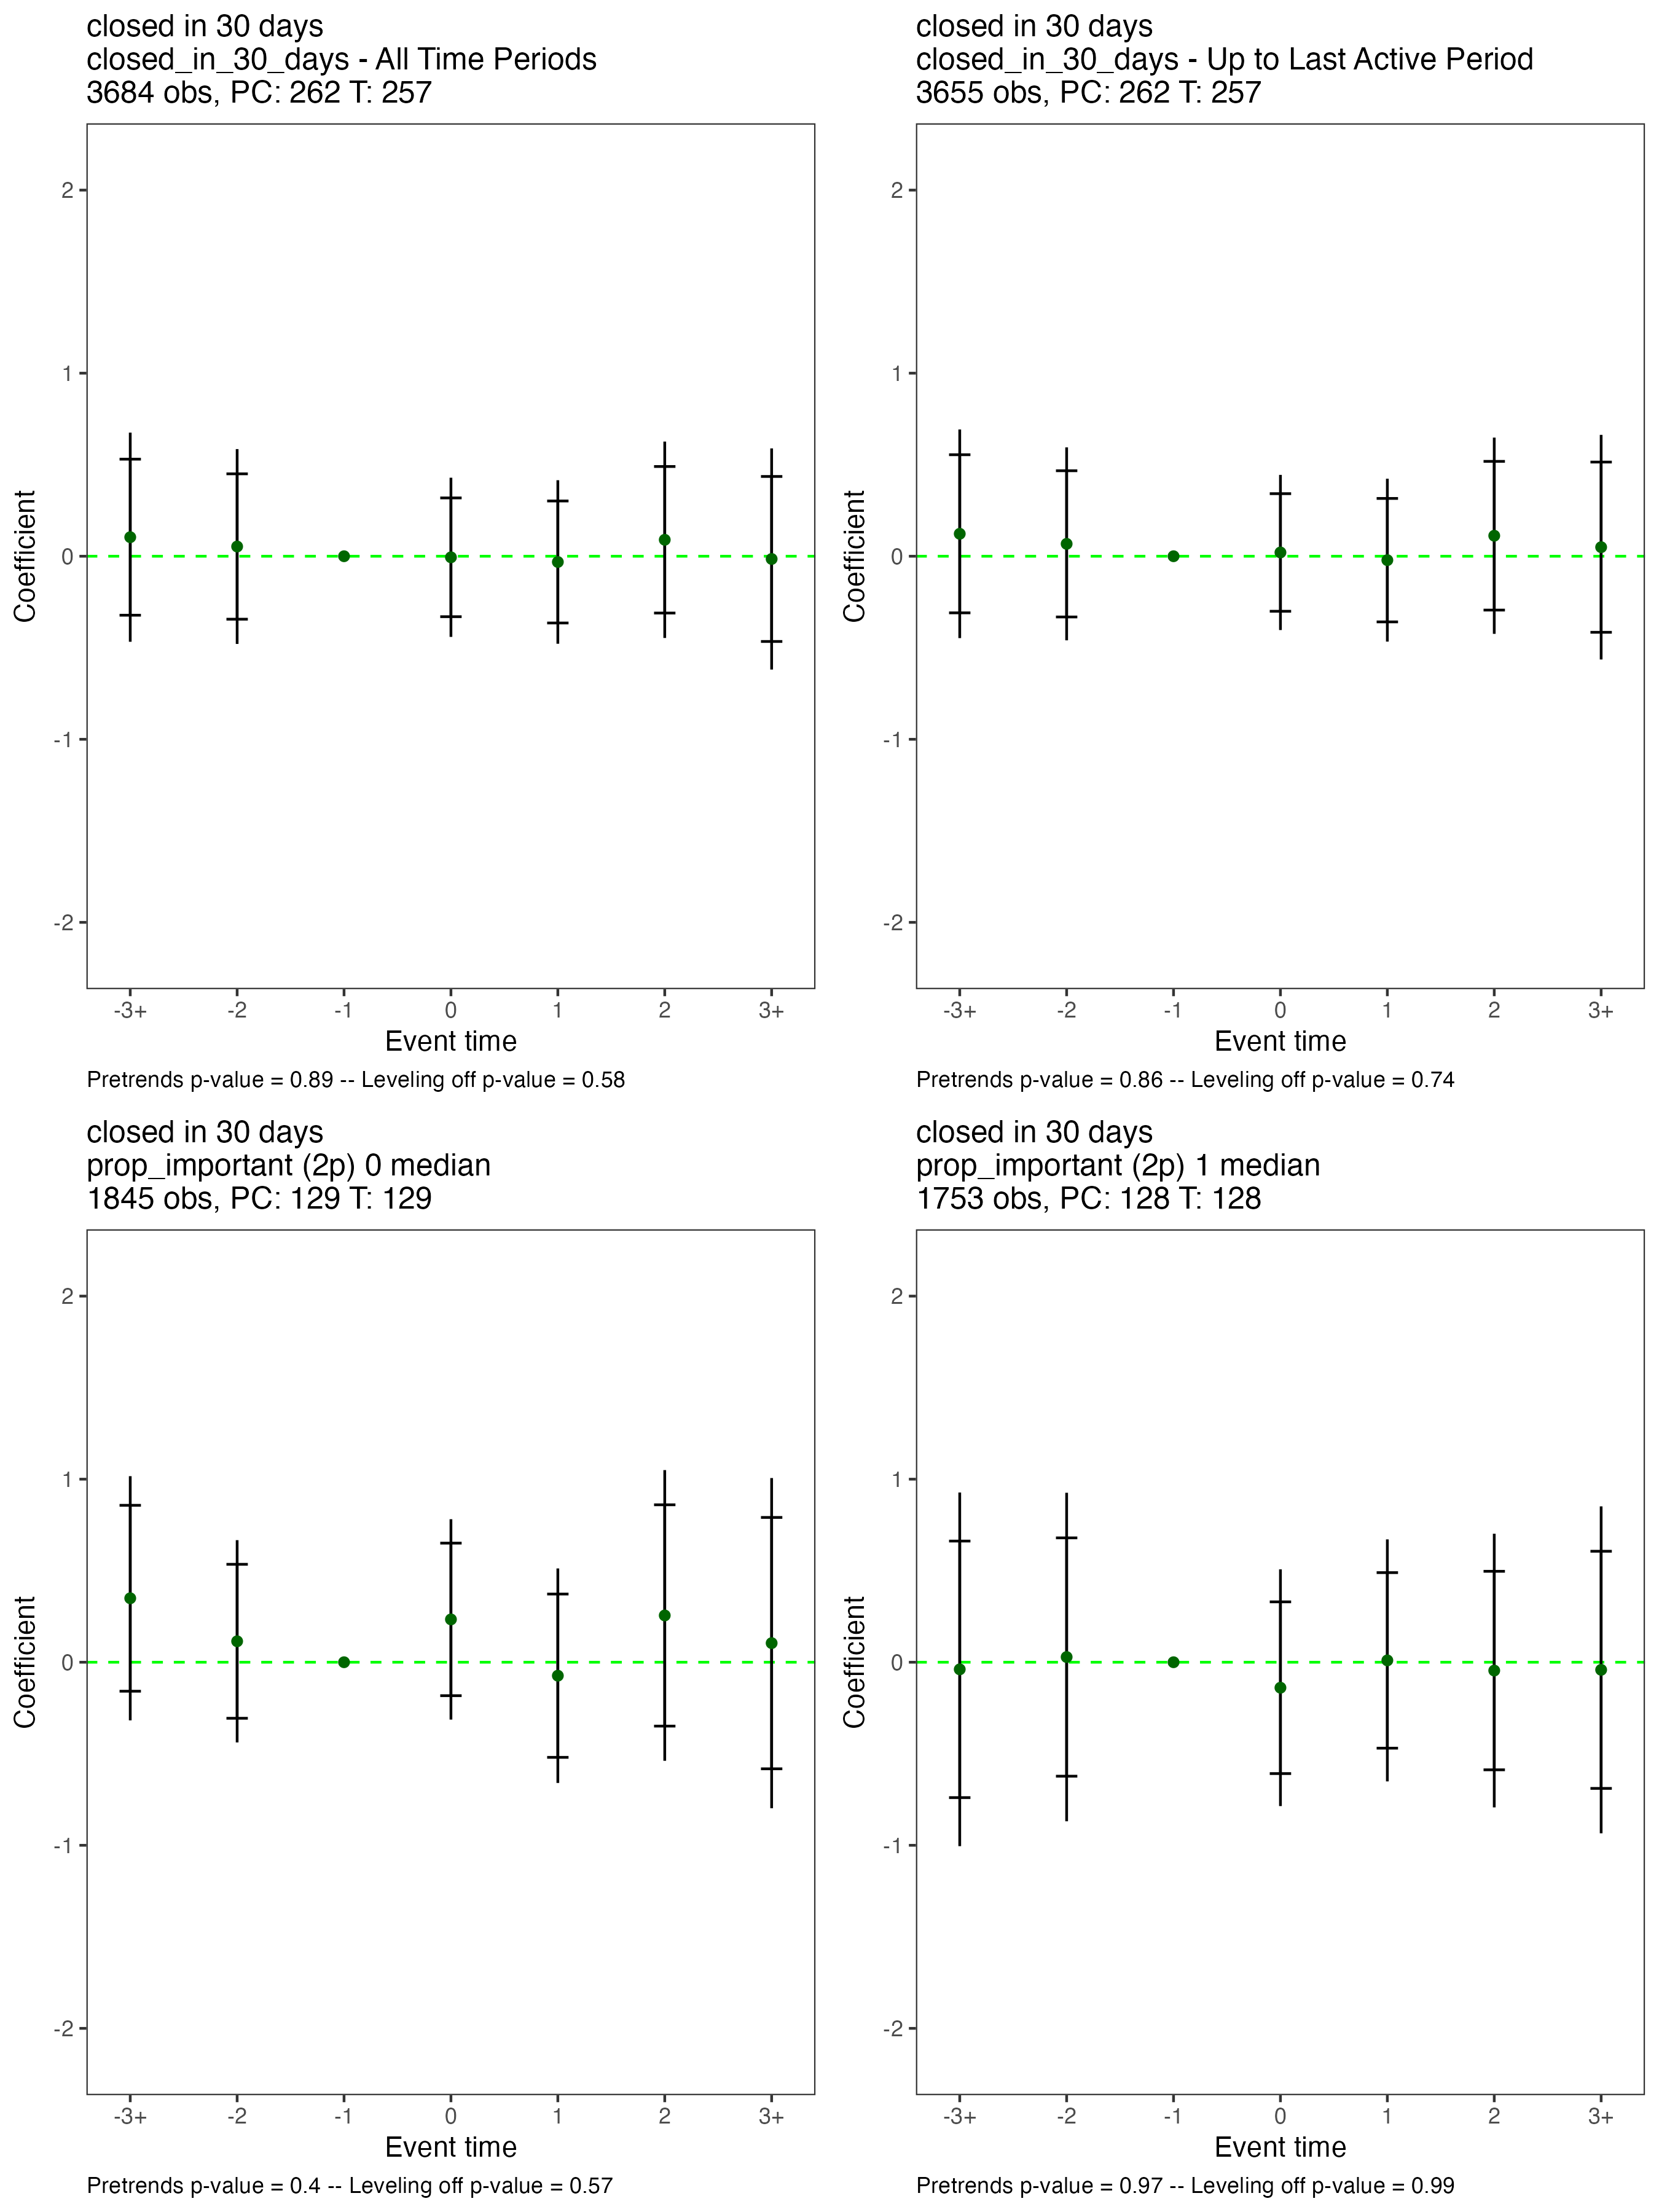 closed in 30 days
closed_in_30_days - All Time Periods
3684 obs, PC: 262 T: 257
Coefficient
2
1
0
-1
-2
-3+ -2 -1 0 1 2 3+
Event time
Pretrends p-value = 0.89 -- Leveling off p-value = 0.58
closed in 30 days
closed_in_30_days - Up to Last Active Period
3655 obs, PC: 262 T: 257
Coefficient
2
1
0
-1
-2
-3+ -2 -1 0 1 2 3+
Event time
Pretrends p-value = 0.86 -- Leveling off p-value = 0.74
closed in 30 days
prop_important (2p) 0 median
1845 obs, PC: 129 T: 129
Coefficient
2
1
0
-1
-2
-3+ -2 -1 0 1 2 3+
Event time
Pretrends p-value = 0.4 -- Leveling off p-value = 0.57
closed in 30 days
prop_important (2p) 1 median
1753 obs, PC: 128 T: 128
Coefficient
2
1
0
-1
-2
-3+ -2 -1 0 1 2 3+
Event time
Pretrends p-value = 0.97 -- Leveling off p-value = 0.99